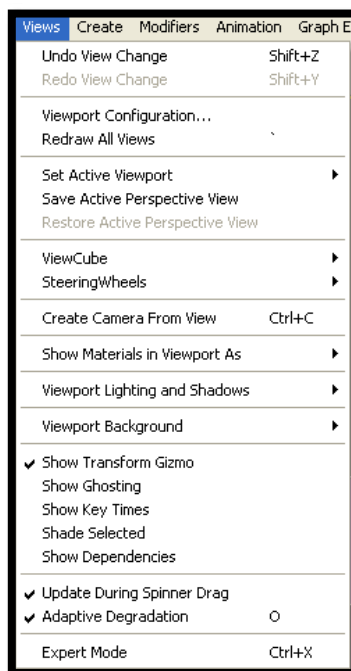 Views Create Modifiers Animation Graph E
Undo View Change Shift+Z
Redo View Change Shift+Y
Viewport Configuration...
Redraw All Views `
Set Active Viewport
Save Active Perspective View
Restore Active Perspective View
ViewCube
SteeringWheels
Create Camera From View Ctrl+C
Show Materials in Viewport As
Viewport Lighting and Shadows
Viewport Background
Show Transform Gizmo
Show Ghosting
Show Key Times
Shade Selected
Show Dependencies
Update During Spinner Drag
Adaptive Degradation O
Expert Mode Ctrl+X